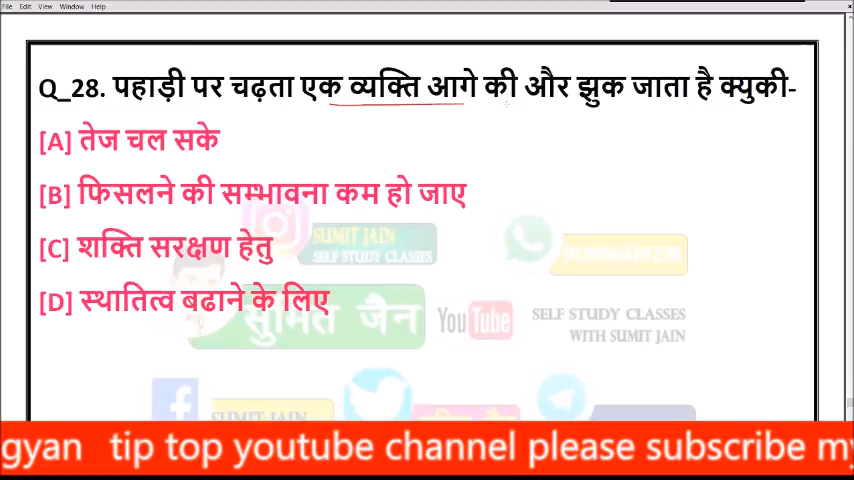 File Edit View Window Help
Q_28. पहाड़ी पर चढ़ता एक व्यक्ति आगे की और झुक जाता है क्युकी-
[A] तेज चल सके
[B] फिसलने की सम्भावना कम हो जाए
[C] शक्ति सरक्षण हेतु
[D] स्थातित्व बढाने के लिए
SUMIT JAIN
SELF STUDY CLASSES
सुमित जैन
YouTube
SELF STUDY CLASSES
WITH SUMIT JAIN
SUMIT JAIN
gyan tip top youtube channel please subscribe my